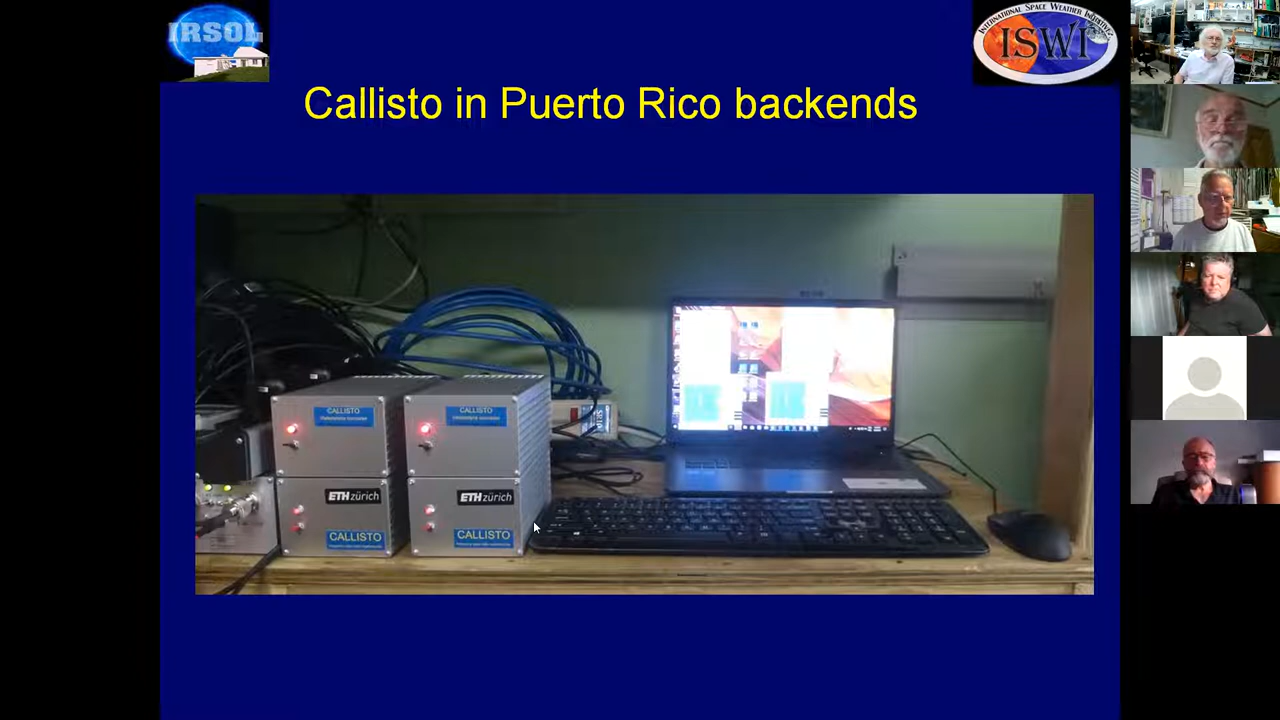 IRSOL
INTERNATIONAL SPACE WEATHER INITIATIVE
ISWI
Callisto in Puerto Rico backends
CALLISTO
CALLISTO
ETH zürich
ETH zürich
CALLISTO
CALLISTO